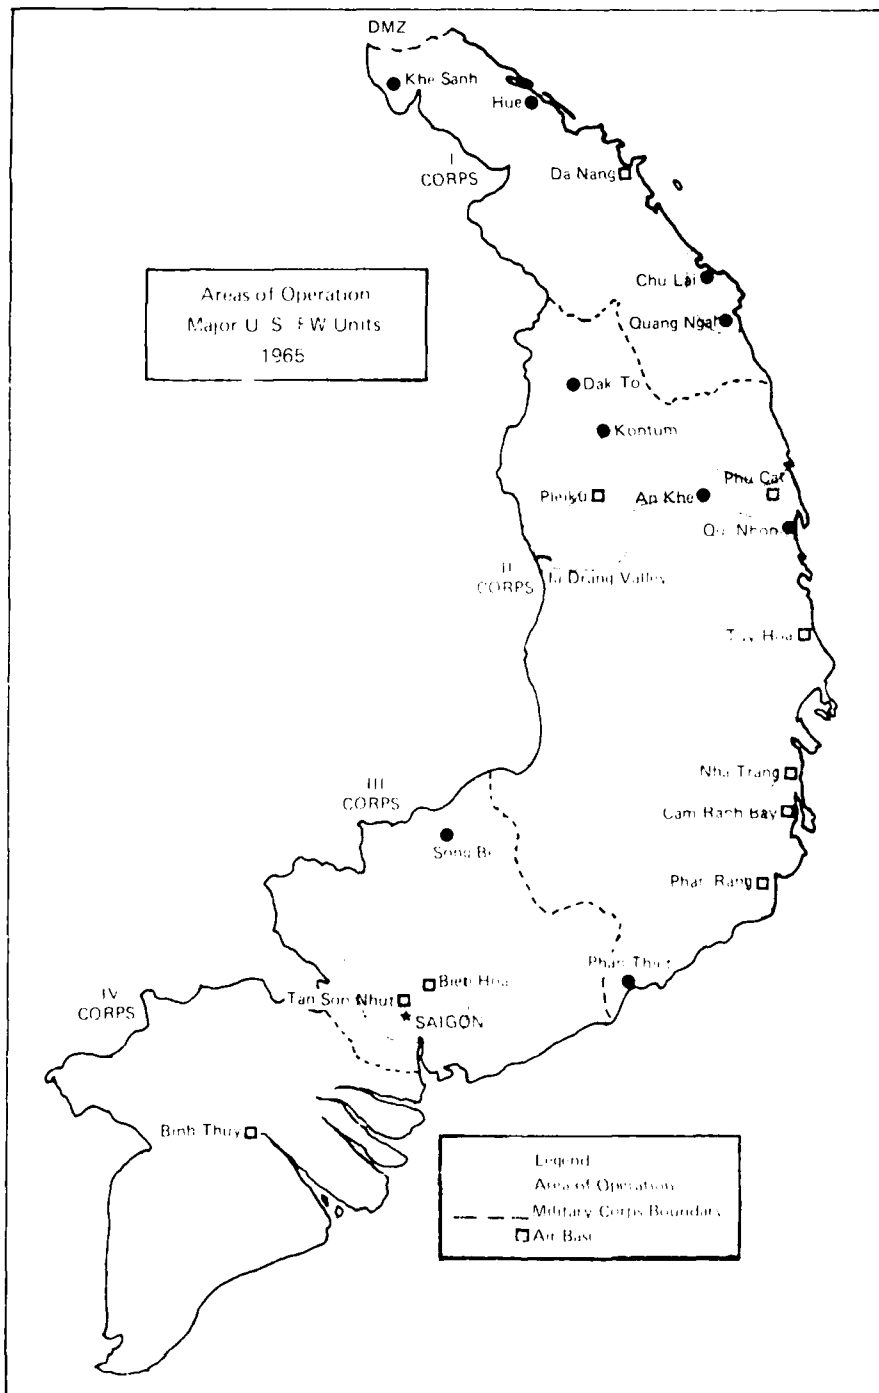 DMZ
Khe Sanh
Hue
I
CORPS
Da Nang
Chu Lai
Areas of Operation
Major U S FW Units
1965
Quang Ngai
Dak To
Kontum
Phu Cat
Pleiku
An Khe
Qui Nhon
II
CORPS
Ia Drang Valley
Tuy Hoa
Nha Trang
III
CORPS
Cam Ranh Bay
Song Be
Phan Rang
Phan Thiet
IV
CORPS
Bien Hoa
Tan Son Nhut
SAIGON
Binh Thuy
Legend
Area of Operation
Military Corps Boundary
Air Base